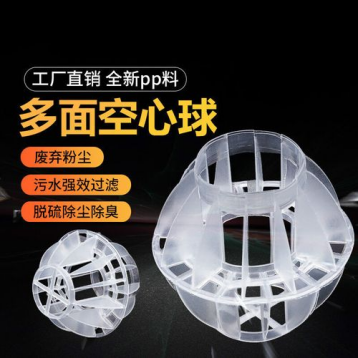 工厂直销 全新pp料
多面空心球
废弃粉尘
污水强效过滤
脱硫除尘除臭